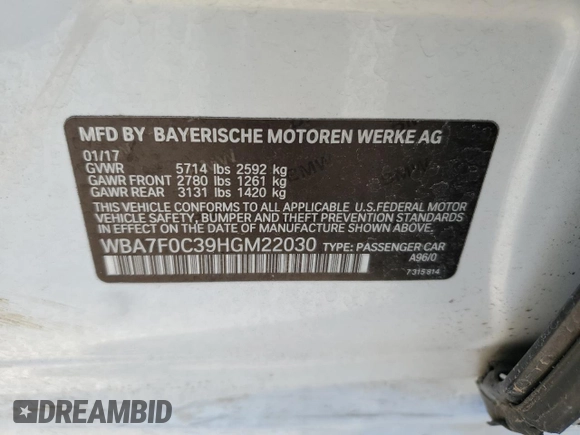 MFD BY BAYERISCHE MOTOREN WERKE AG
01/17
GVWR 5714 lbs 2592 kg
GAWR FRONT 2780 lbs 1261 kg
GAWR REAR 3131 lbs 1420 kg
THIS VEHICLE CONFORMS TO ALL APPLICABLE U.S.FEDERAL MOTOR
VEHICLE SAFETY, BUMPER AND THEFT PREVENTION STANDARDS
IN EFFECT ON THE DATE OF MANUFACTURE SHOWN ABOVE.
WBA7F0C39HGM22030 TYPE: PASSENGER CAR
A96/0
7315814
DREAMBID